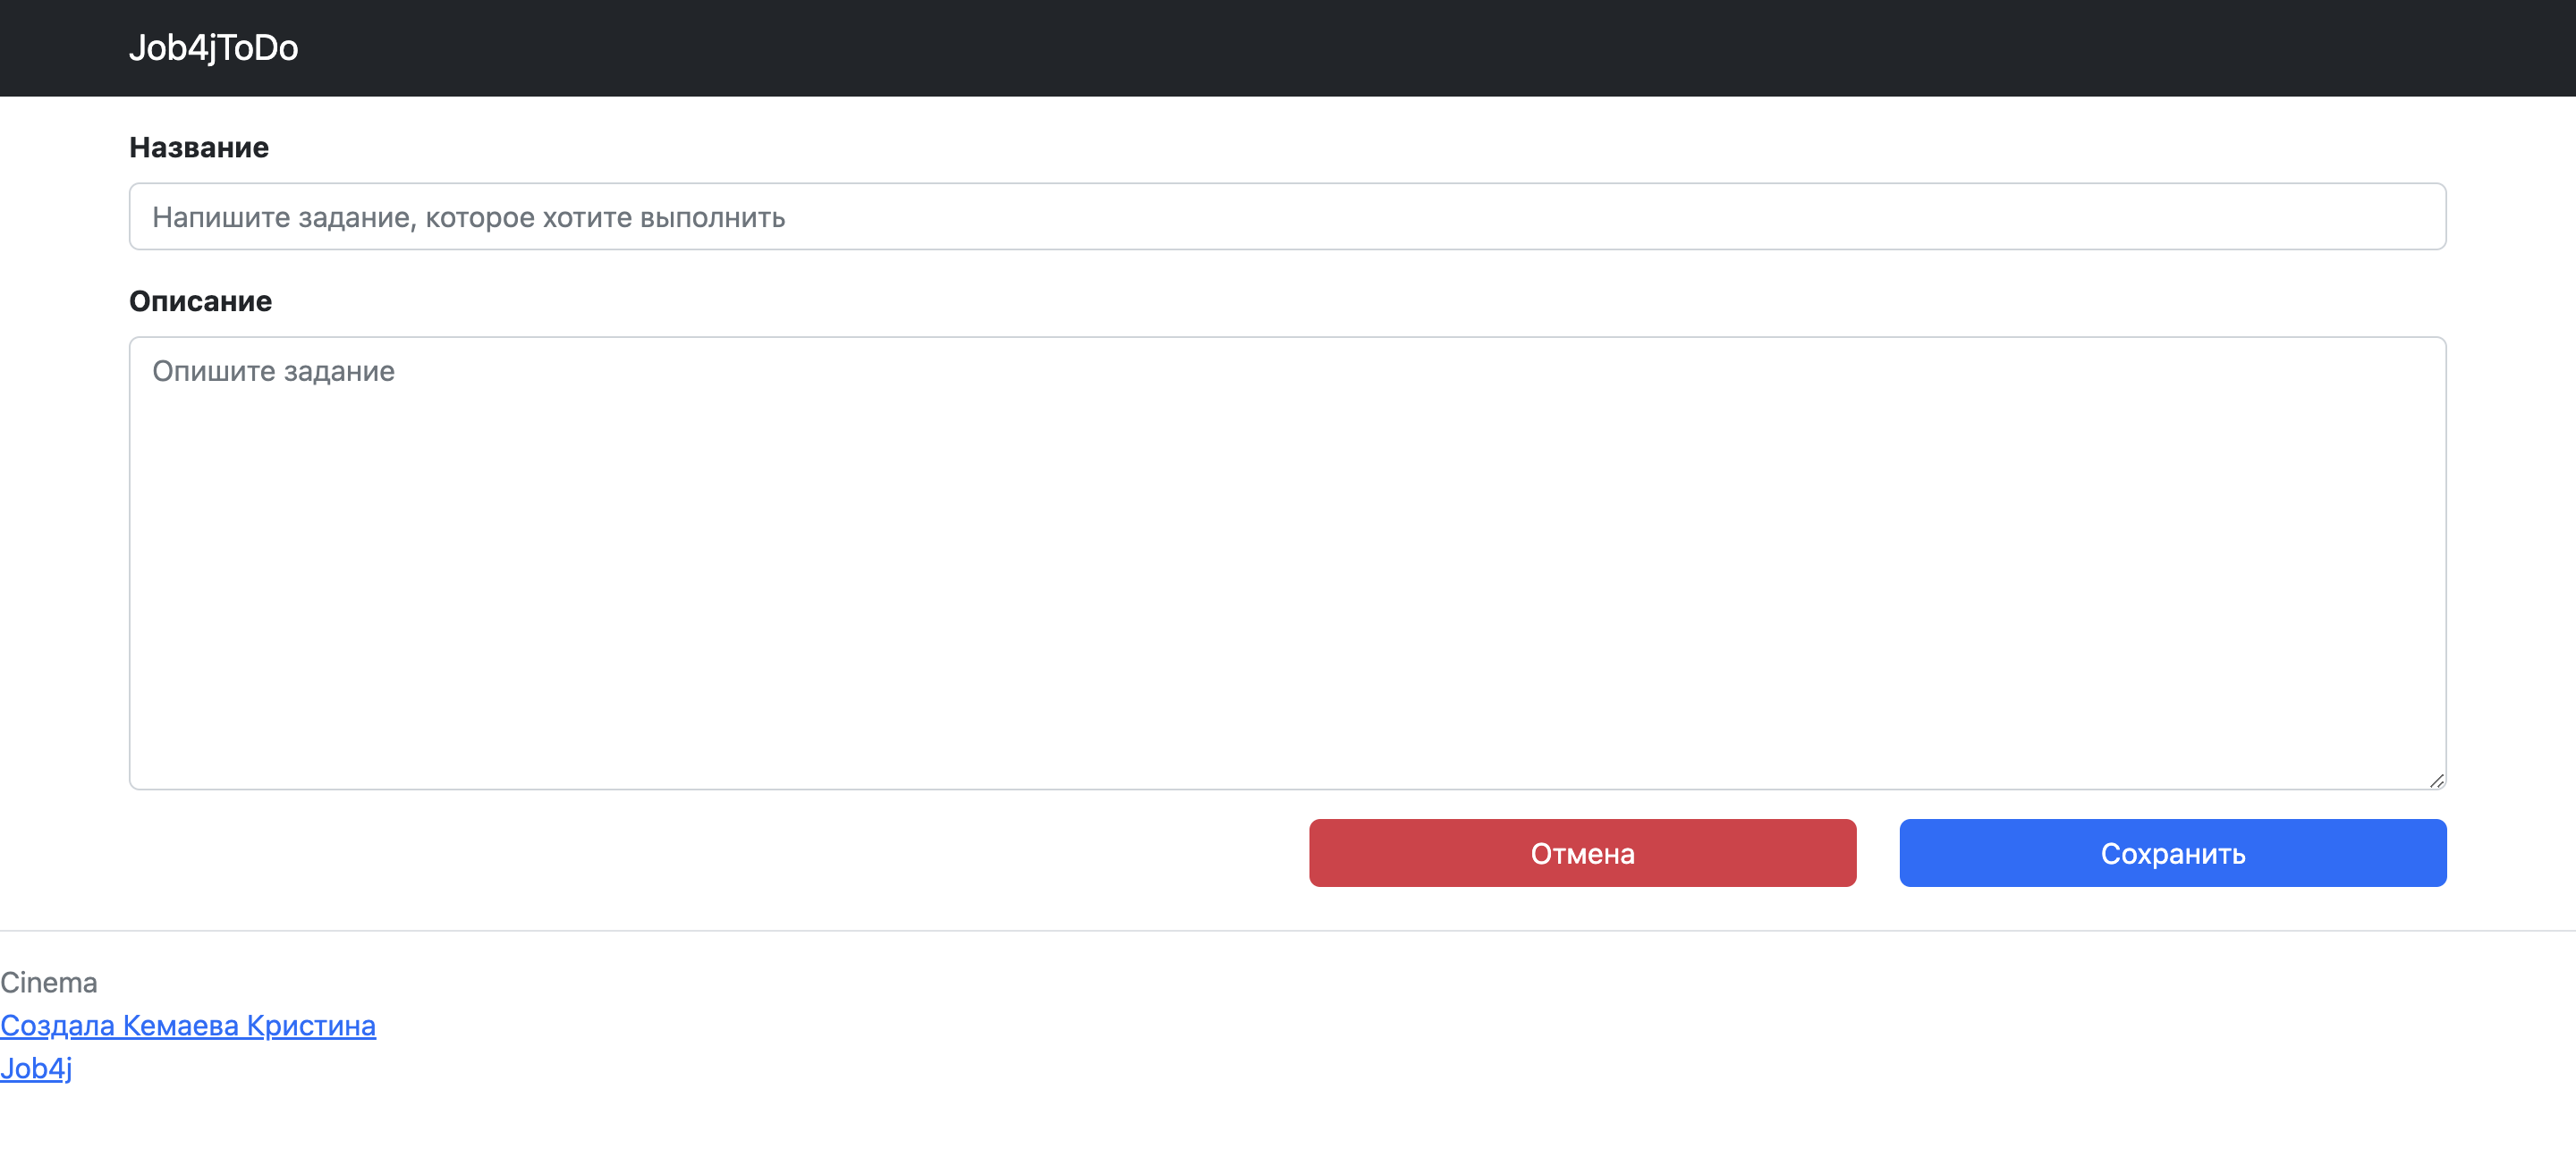 Job4jToDo
Название
Напишите задание, которое хотите выполнить
Описание
Опишите задание
Отмена
Сохранить
Cinema
Создала Кемаева Кристина
Job4j